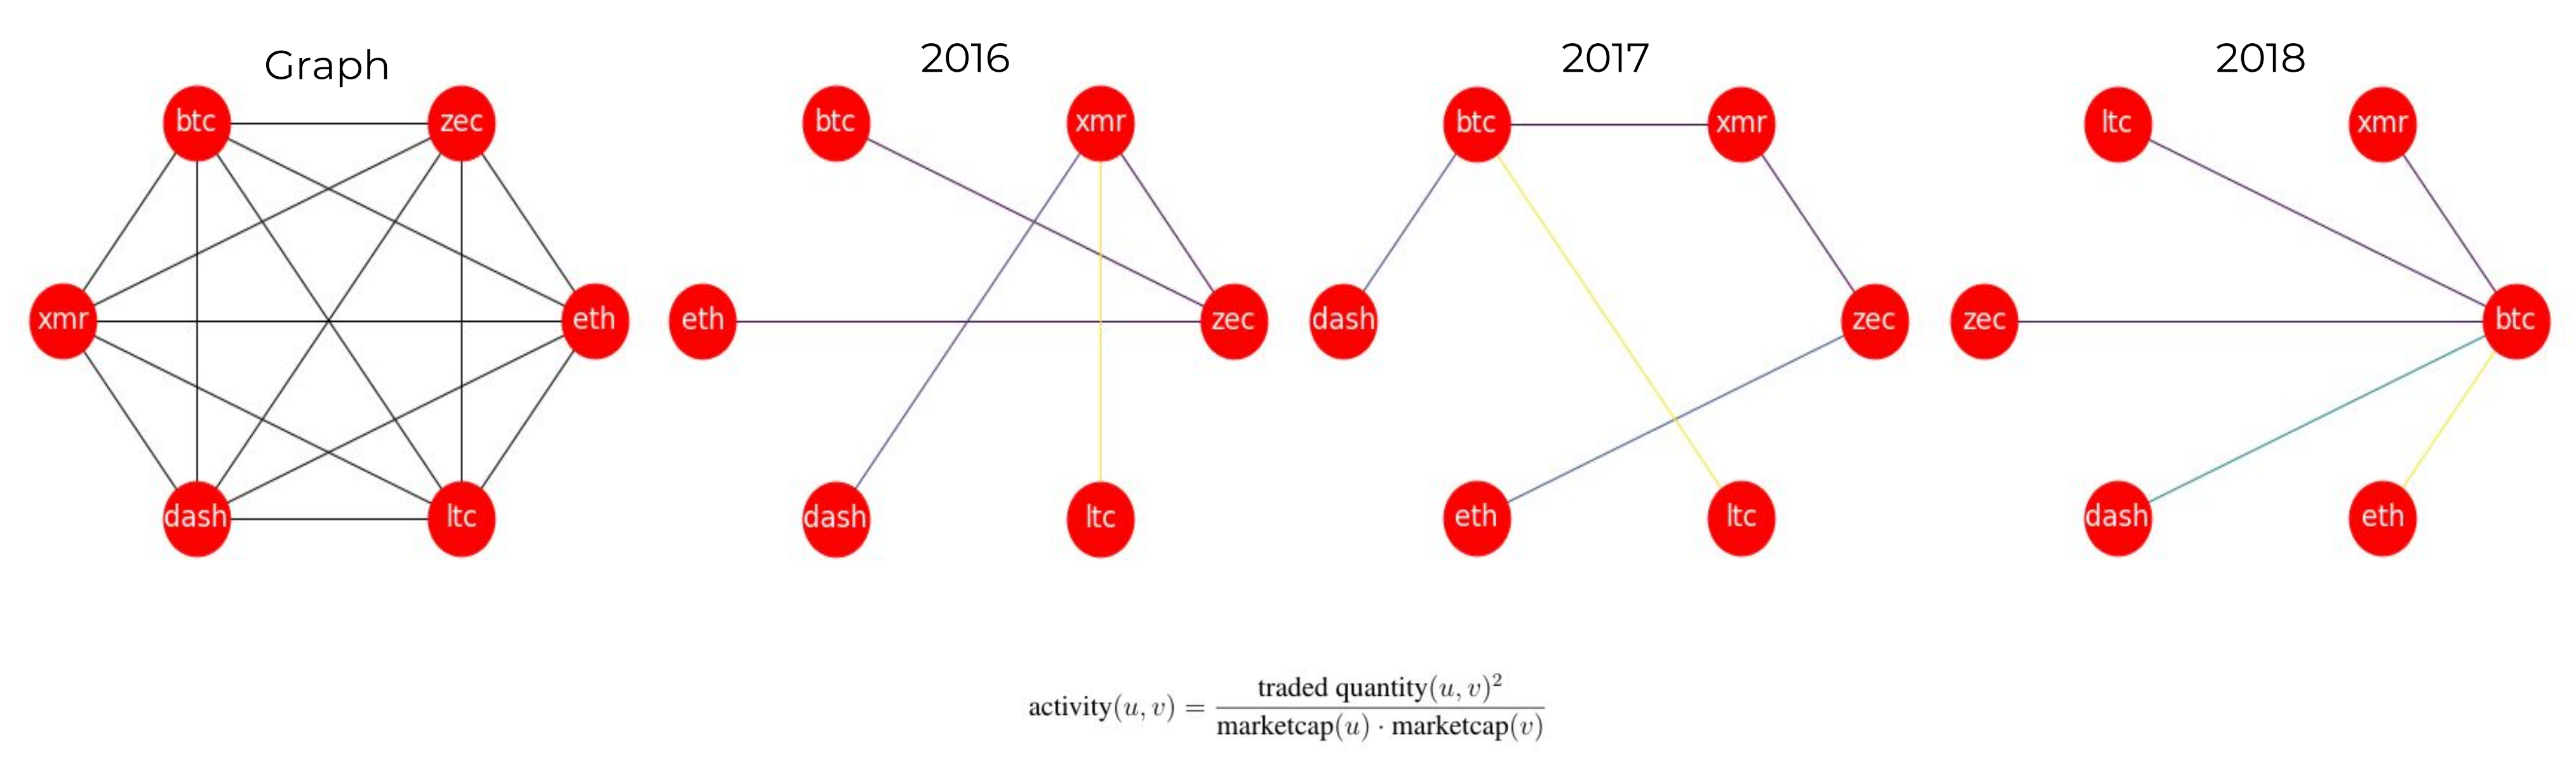 Graph
btc
zec
xmr
eth
dash
ltc
2016
btc
xmr
eth
zec
dash
ltc
2017
btc
xmr
dash
zec
eth
ltc
2018
ltc
xmr
zec
btc
dash
eth
activity(u, v) = traded quantity(u, v)² / marketcap(u) · marketcap(v)